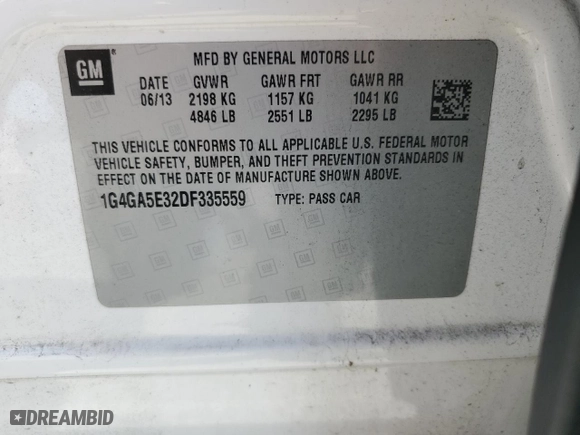 GM
MFD BY GENERAL MOTORS LLC
DATE GVWR GAWR FRT GAWR RR
06/13 2198 KG 1157 KG 1041 KG
4846 LB 2551 LB 2295 LB
THIS VEHICLE CONFORMS TO ALL APPLICABLE U.S. FEDERAL MOTOR
VEHICLE SAFETY, BUMPER, AND THEFT PREVENTION STANDARDS IN
EFFECT ON THE DATE OF MANUFACTURE SHOWN ABOVE.
1G4GA5E32DF335559 TYPE: PASS CAR
DREAMBID